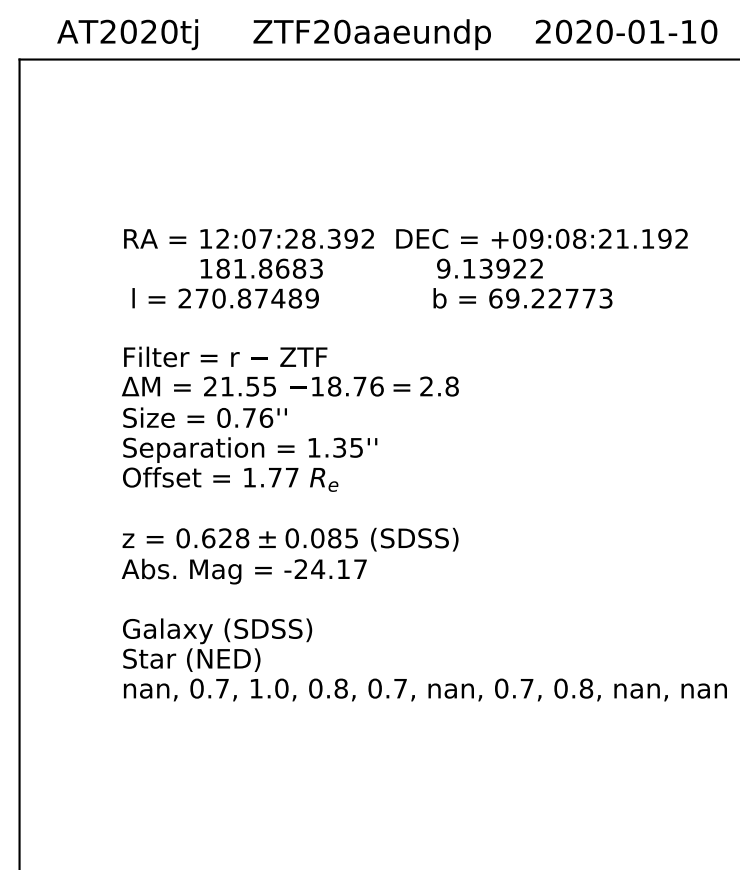 AT2020tj ZTF20aaeundp 2020-01-10
RA = 12:07:28.392 DEC = +09:08:21.192
181.8683 9.13922
l = 270.87489 b = 69.22773
Filter = r − ZTF
ΔM = 21.55 −18.76 = 2.8
Size = 0.76''
Separation = 1.35''
Offset = 1.77 Rₑ
z = 0.628 ± 0.085 (SDSS)
Abs. Mag = -24.17
Galaxy (SDSS)
Star (NED)
nan, 0.7, 1.0, 0.8, 0.7, nan, 0.7, 0.8, nan, nan